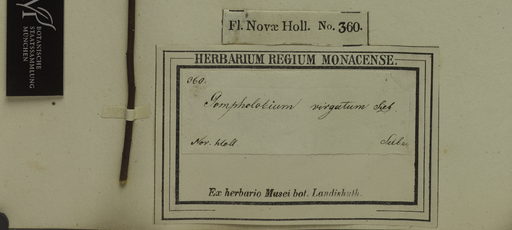 BOTANISCHE
STAATSSAMMLUNG
MÜNCHEN
Fl. Novæ Holl. No. 360.
HERBARIUM REGIUM MONACENSE.
360.
Gompholobium virgatum Sieb
Nov. Holl Sieber
Ex herbario Musei bot. Landishuth.